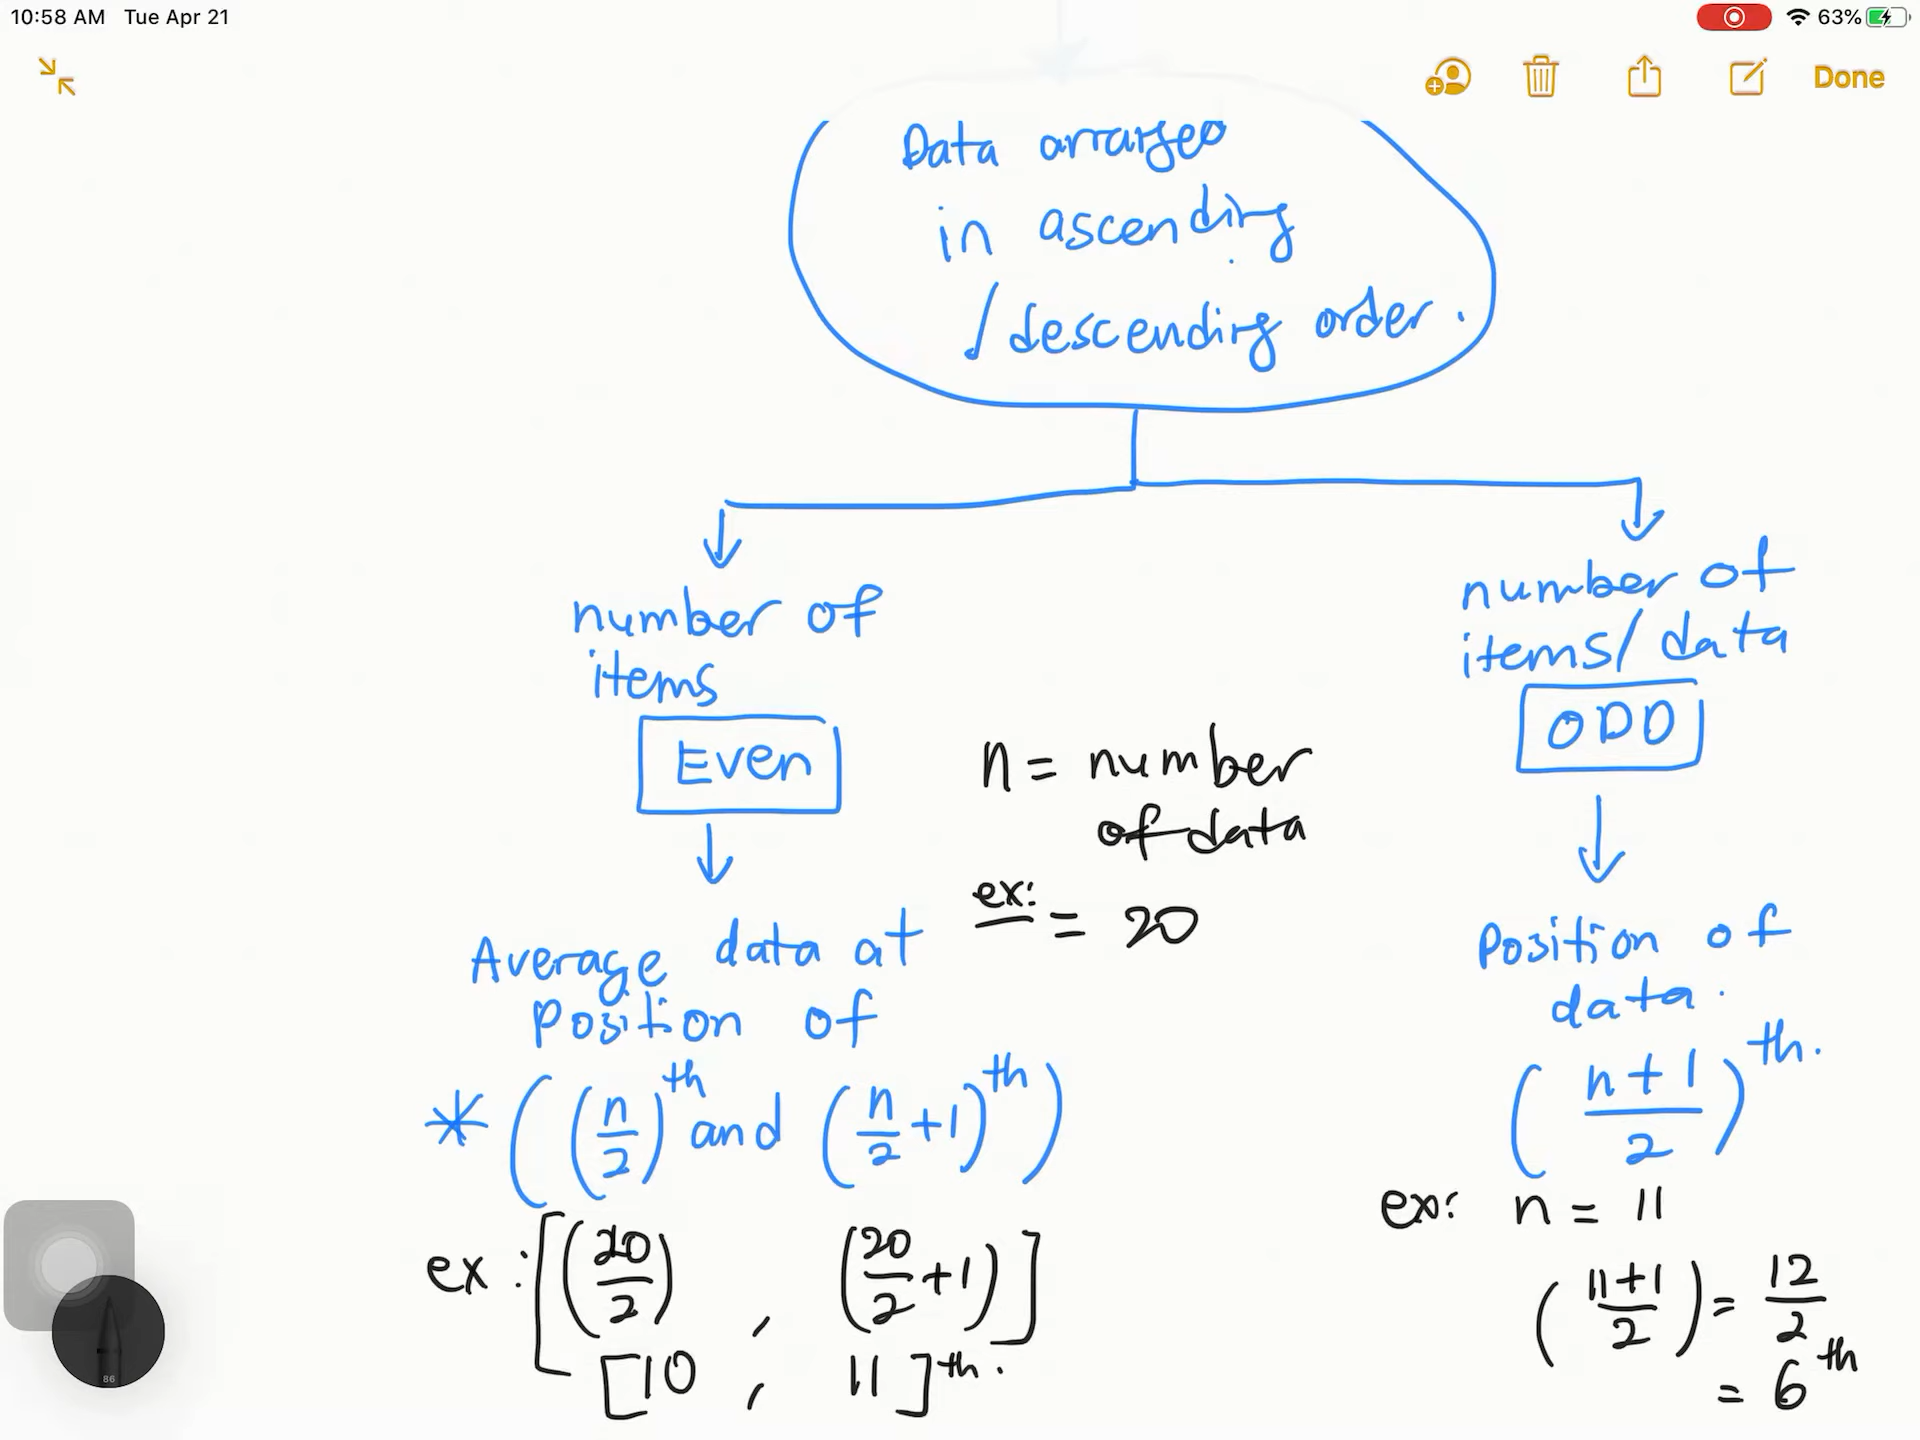 10:58 AM Tue Apr 21
63%
Done
Data arranged
in ascending
/descending order.
number of
items
Even
number of
items/data
ODD
n = number
of data
ex: = 20
Average data at
position of
* ((n/2)th and (n/2+1)th)
ex: [(20/2) , (20/2+1)]
[10 , 11]th.
Position of
data.
(n+1/2)th.
ex: n = 11
(11+1/2) = 12/2
= 6th
86